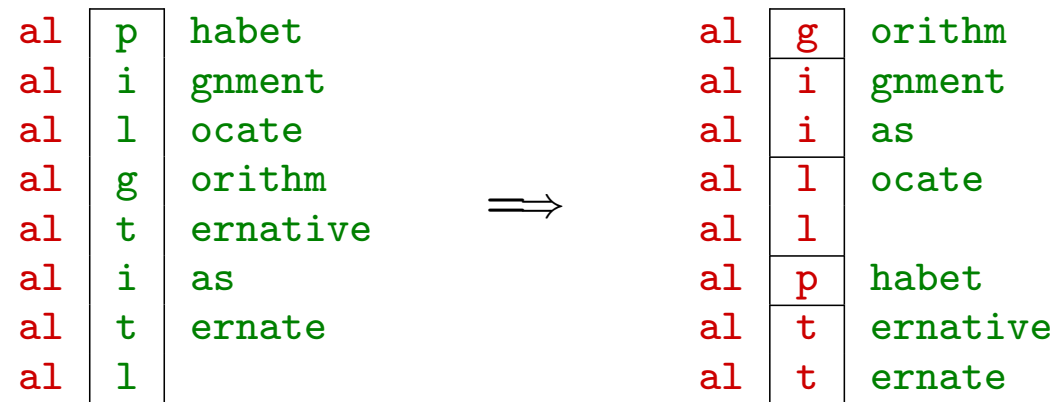 al p habet ⟹ al g orithm
al i gnment al i gnment
al l ocate al i as
al g orithm al l ocate
al t ernative al l
al i as al p habet
al t ernate al t ernative
al l al t ernate